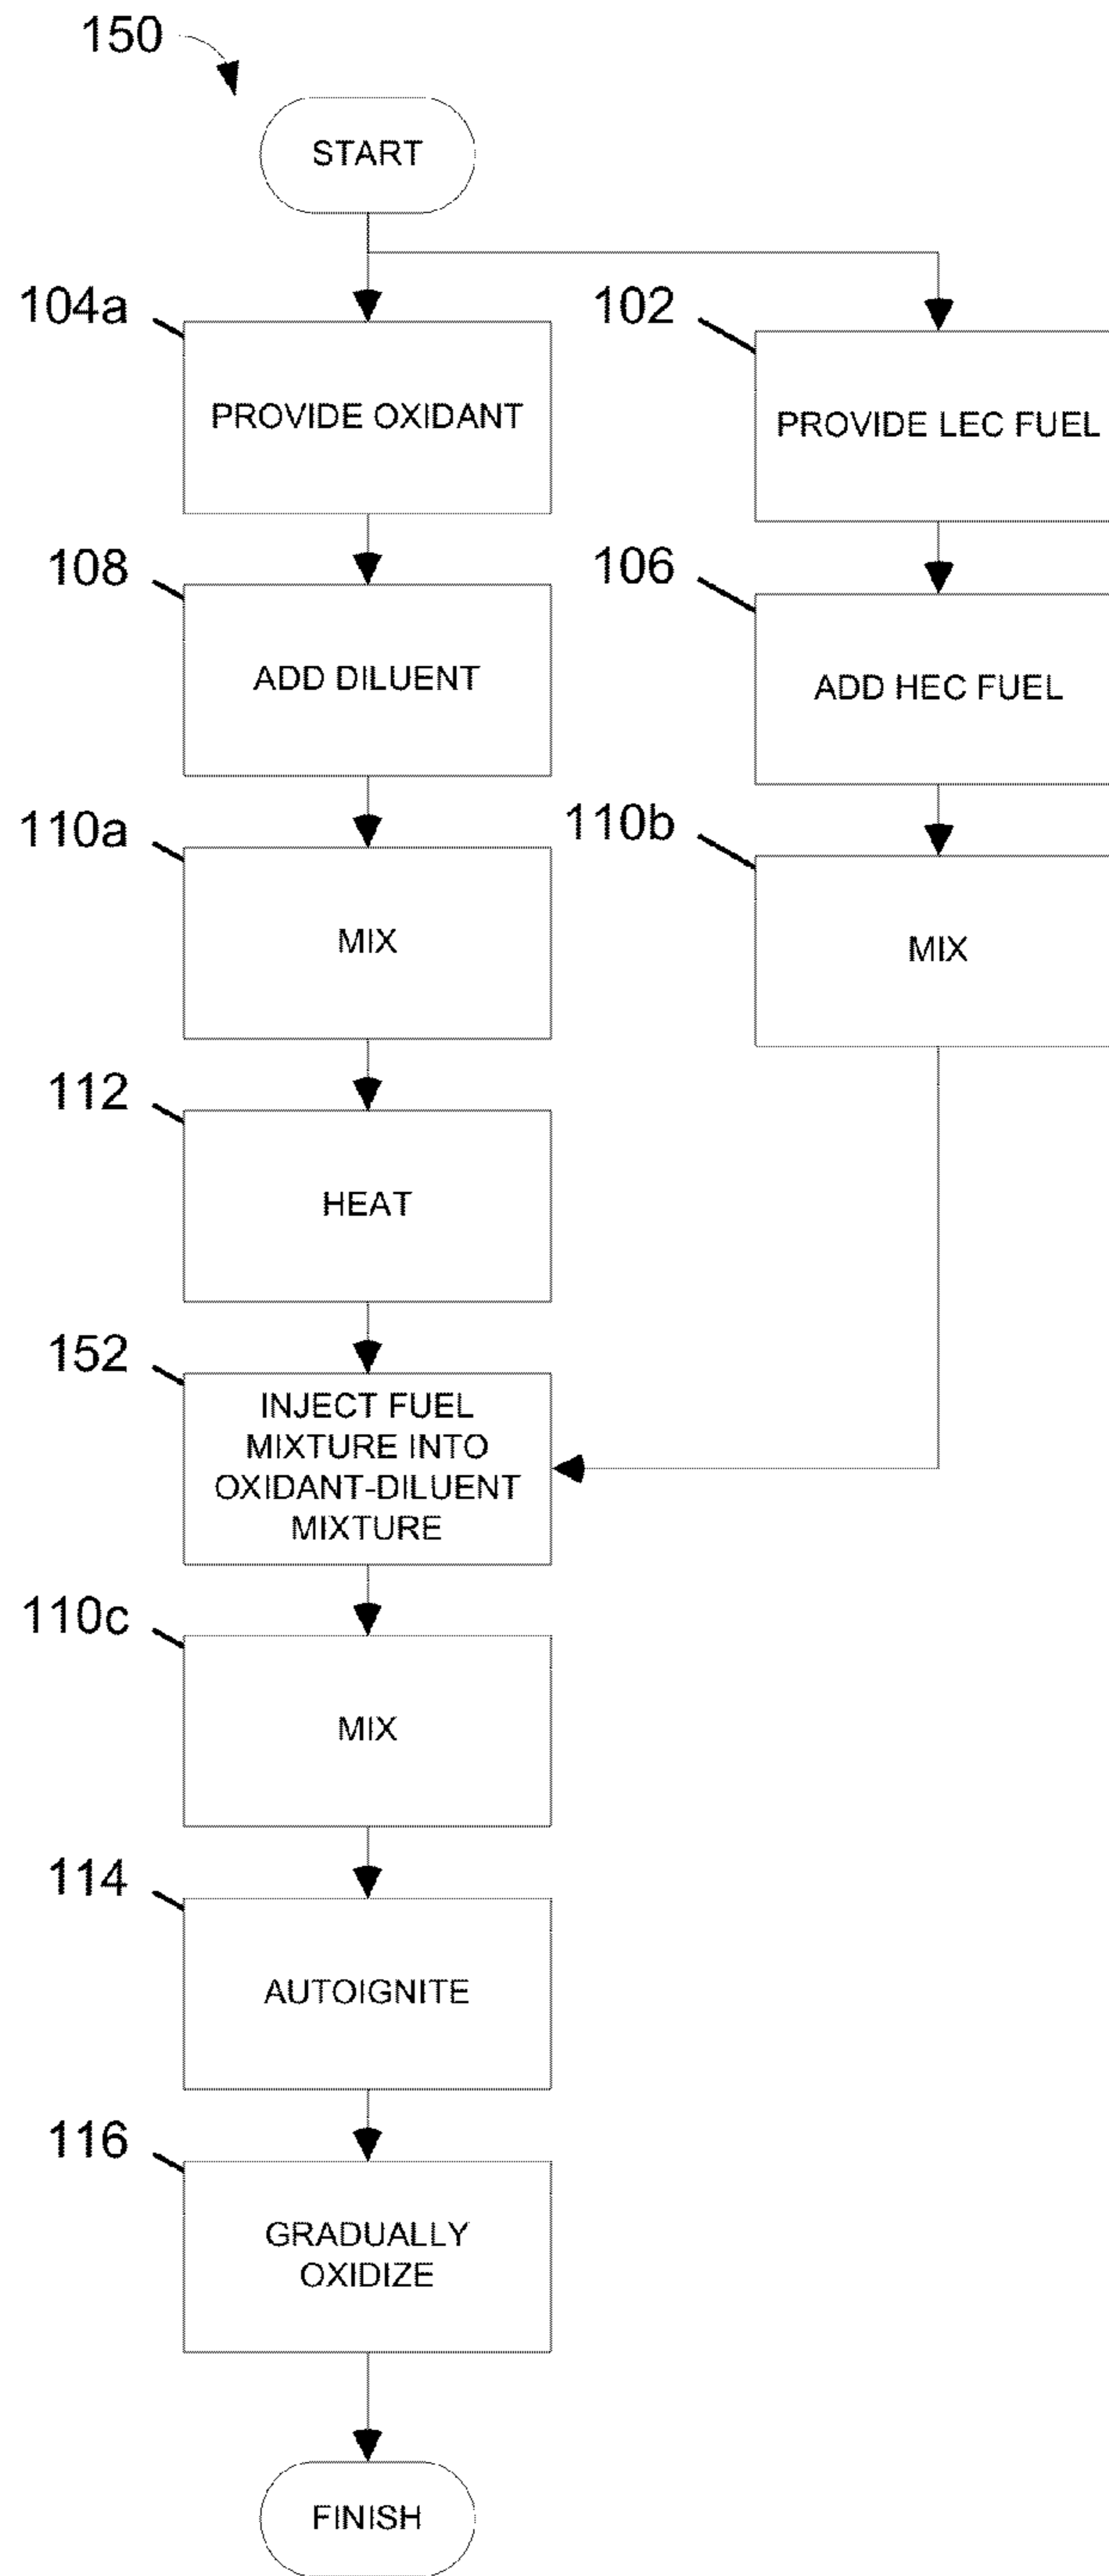 150
START
104a
102
PROVIDE OXIDANT
PROVIDE LEC FUEL
108
106
ADD DILUENT
ADD HEC FUEL
110a
110b
MIX
MIX
112
HEAT
152
INJECT FUEL
MIXTURE INTO
OXIDANT-DILUENT
MIXTURE
110c
MIX
114
AUTOIGNITE
116
GRADUALLY
OXIDIZE
FINISH